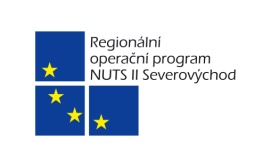 Regionální
operační program
NUTS II Severovýchod